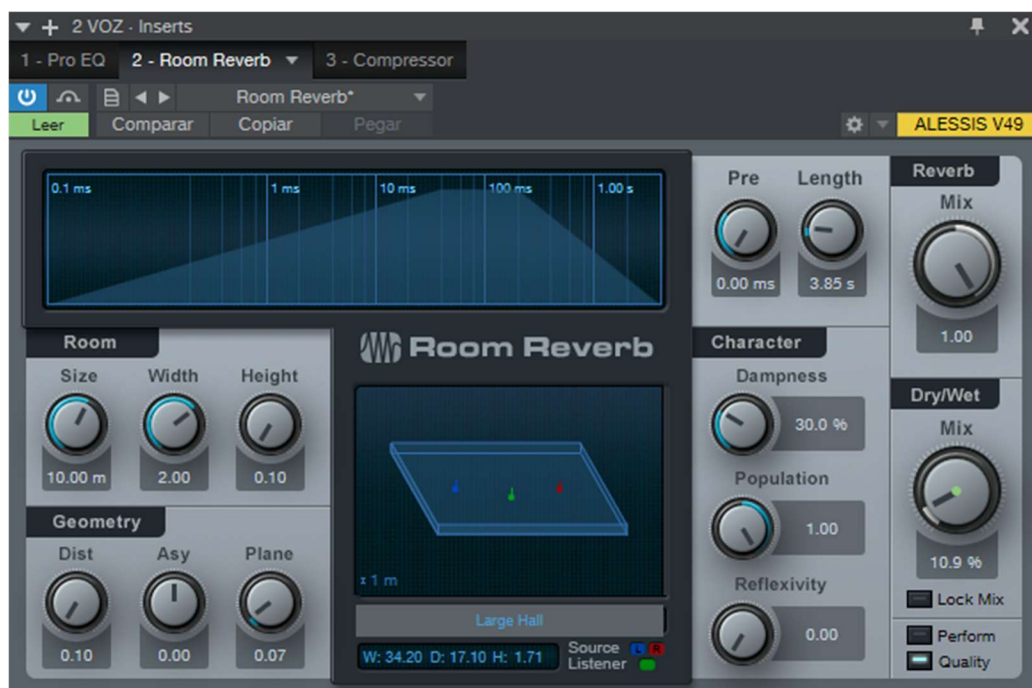 2 VOZ - Inserts
1 - Pro EQ 2 - Room Reverb 3 - Compressor
Room Reverb*
Leer Comparar Copiar Pegar ALESSIS V49
0.1 ms 1 ms 10 ms 100 ms 1.00 s
Pre Length
0.00 ms 3.85 s
Reverb
Mix
1.00
Room
Size Width Height
10.00 m 2.00 0.10
Geometry
Dist Asy Plane
0.10 0.00 0.07
Room Reverb
1 m
Large Hall
W: 34.20 D: 17.10 H: 1.71
Source L R
Listener
Character
Dampness
30.0 %
Population
1.00
Reflexivity
0.00
Dry/Wet
Mix
10.9 %
Lock Mix
Perform
Quality